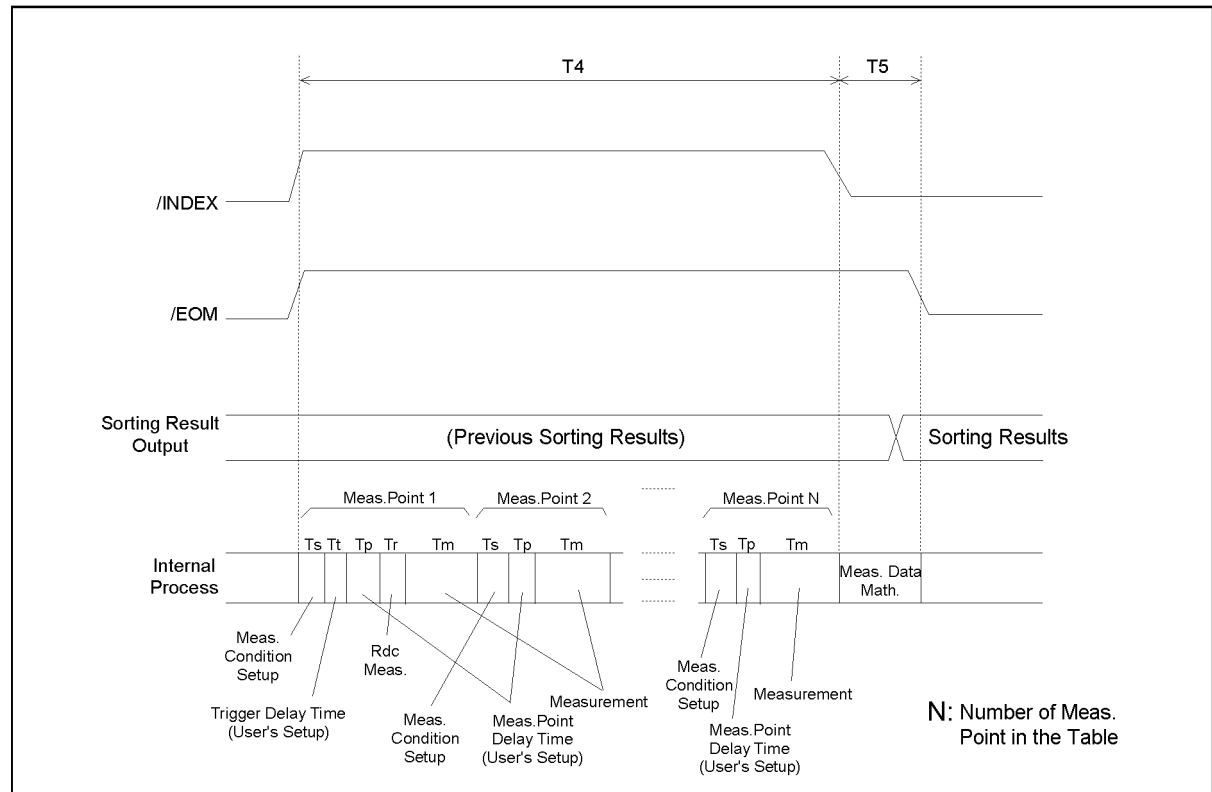 T4
T5
/INDEX
/EOM
Sorting Result
Output
(Previous Sorting Results)
Sorting Results
Meas.Point 1
Meas.Point 2
Meas.Point N
Ts Tt Tp Tr Tm Ts Tp Tm
Ts Tp Tm
Internal
Process
Meas. Data
Math.
Meas.
Condition
Setup
Rdc
Meas.
Trigger Delay Time
(User's Setup)
Meas.
Condition
Setup
Meas.Point
Delay Time
(User's Setup)
Measurement
Meas.
Condition
Setup
Measurement
Meas.Point
Delay Time
(User's Setup)
N: Number of Meas.
Point in the Table